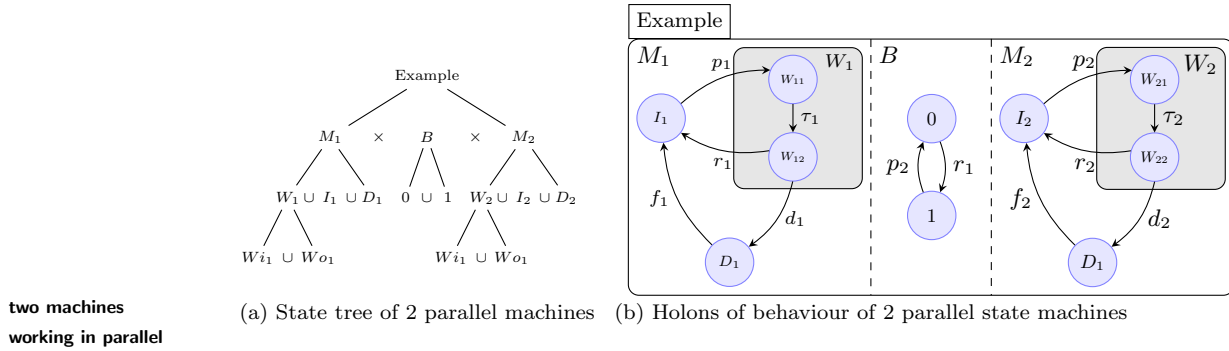 Example
M₁ × B × M₂
W₁ ∪ I₁ ∪ D₁ 0 ∪ 1 W₂ ∪ I₂ ∪ D₂
Wi₁ ∪ Wo₁ Wi₁ ∪ Wo₁
(a) State tree of 2 parallel machines
Example
M₁ p₁ W₁ B M₂ p₂ W₂
W₁₁ W₂₁
I₁ τ₁ 0 I₂ τ₂
r₁ W₁₂ p₂ r₁ r₂ W₂₂
f₁ d₁ 1 f₂ d₂
D₁ D₁
(b) Holons of behaviour of 2 parallel state machines
two machines
working in parallel